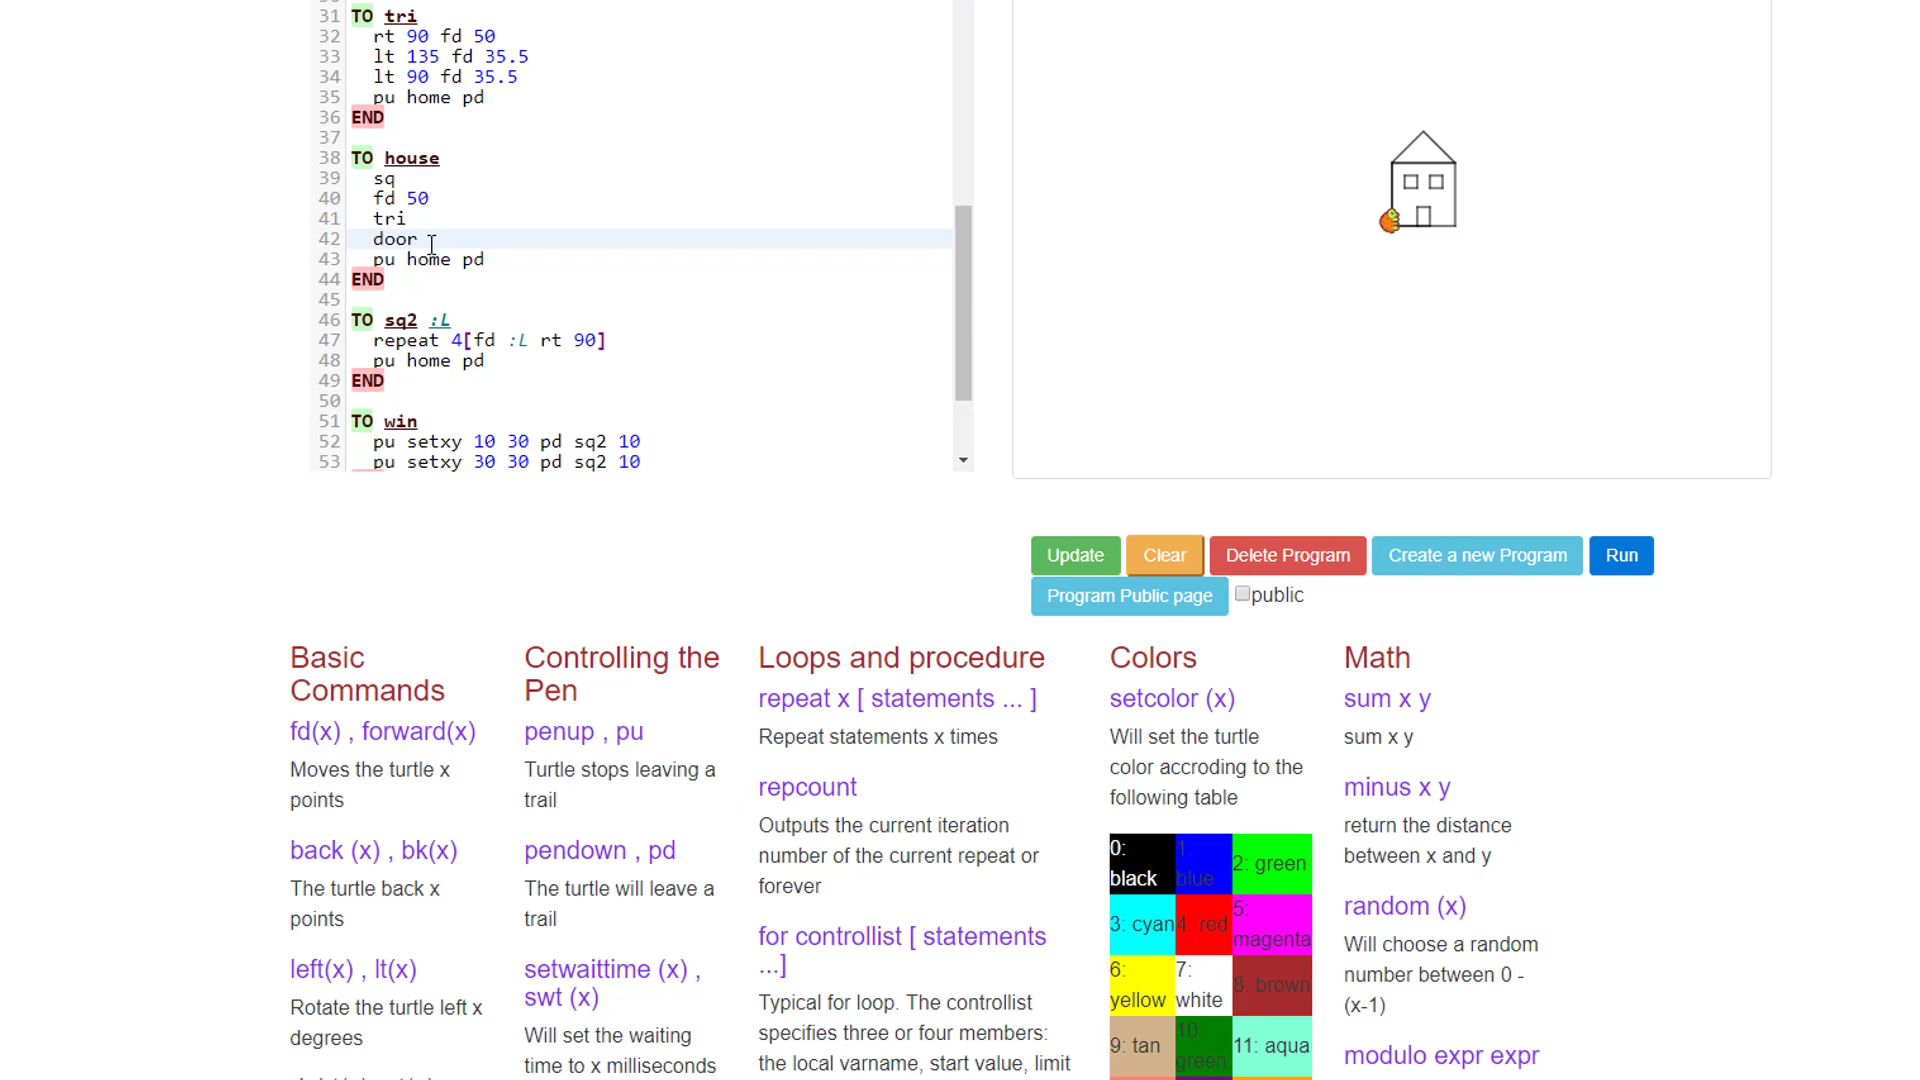 31 TO tri
32 rt 90 fd 50
33 lt 135 fd 35.5
34 lt 90 fd 35.5
35 pu home pd
36 END
37
38 TO house
39 sq
40 fd 50
41 tri
42 door
43 pu home pd
44 END
45
46 TO sq2 :L
47 repeat 4[fd :L rt 90]
48 pu home pd
49 END
50
51 TO win
52 pu setxy 10 30 pd sq2 10
53 pu setxy 30 30 pd sq2 10
Update Clear Delete Program Create a new Program Run
Program Public page public
Basic
Commands
fd(x) , forward(x)
Moves the turtle x
points
back (x) , bk(x)
The turtle back x
points
left(x) , lt(x)
Rotate the turtle left x
degrees
Controlling the
Pen
penup , pu
Turtle stops leaving a
trail
pendown , pd
The turtle will leave a
trail
setwaittime (x) ,
swt (x)
Will set the waiting
time to x milliseconds
Loops and procedure
repeat x [ statements ... ]
Repeat statements x times
repcount
Outputs the current iteration
number of the current repeat or
forever
for controllist [ statements
...]
Typical for loop. The controllist
specifies three or four members:
the local varname, start value, limit
Colors
setcolor (x)
Will set the turtle
color accroding to the
following table
0:
black
1:
blue
2: green
3: cyan
4: red
5:
magenta
6:
yellow
7:
white
8: brown
9: tan
10
green
11: aqua
Math
sum x y
sum x y
minus x y
return the distance
between x and y
random (x)
Will choose a random
number between 0 -
(x-1)
modulo expr expr